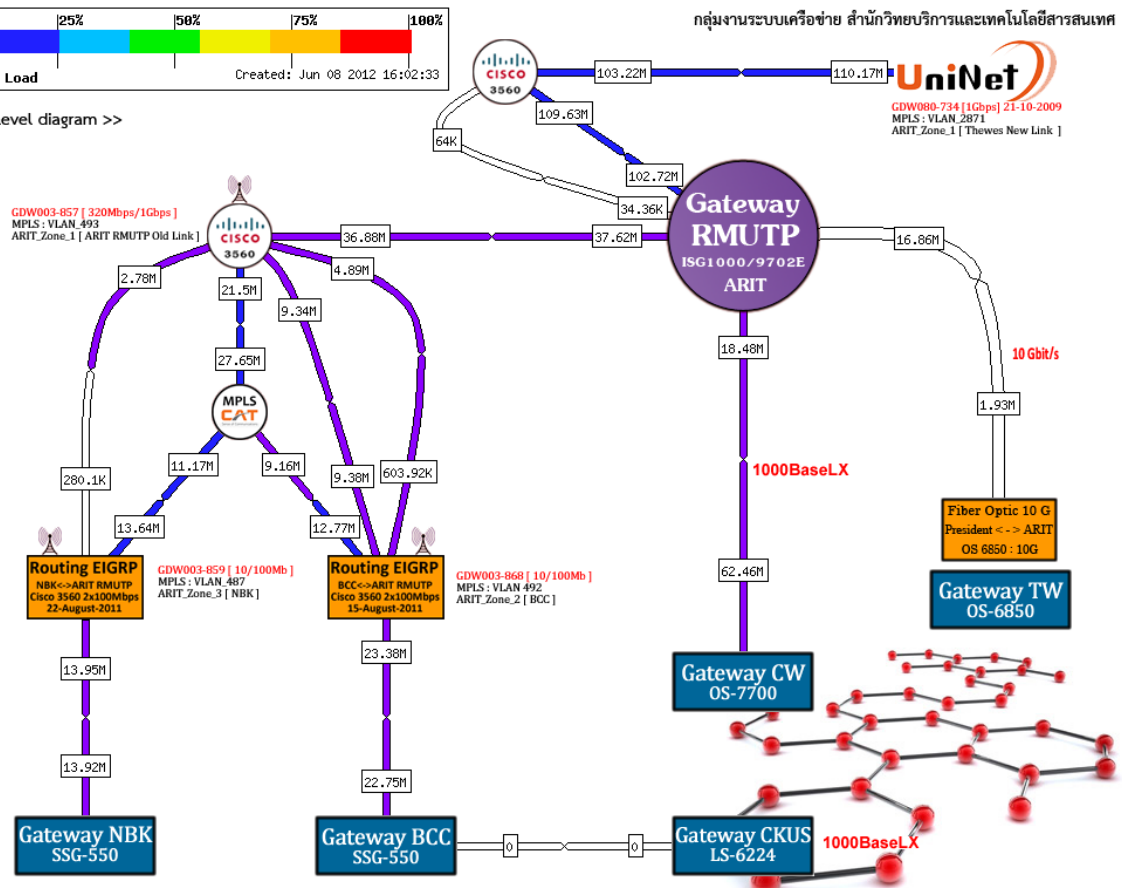 25% 50% 75% 100%
Load Created: Jun 08 2012 16:02:33
กลุ่มงานระบบเครือข่าย สำนักวิทยบริการและเทคโนโลยีสารสนเทศ
evel diagram >>
CISCO
3560
103.22M
110.17M
UniNet
GDW080-734 [1Gbps] 21-10-2009
MPLS : VLAN_2871
ARIT_Zone_1 [ Thewes New Link ]
109.63M
64K
102.72M
34.36K
GDW003-857 [ 320Mbps/1Gbps ]
MPLS : VLAN_493
ARIT_Zone_1 [ ARIT RMUTP Old Link ]
CISCO
3560
36.88M
37.62M
Gateway
RMUTP
ISG1000/9702E
ARIT
16.86M
2.78M
21.5M
9.34M
4.89M
27.65M
18.48M
10 Gbit/s
MPLS
CAT
1.93M
280.1K
11.17M
9.16M
9.38M
603.92K
1000BaseLX
13.64M
12.77M
Fiber Optic 10 G
President < - > ARIT
OS 6850 : 10G
Routing EIGRP
NBK<->ARIT RMUTP
Cisco 3560 2x100Mbps
22-August-2011
GDW003-859 [ 10/100Mb ]
MPLS : VLAN_487
ARIT_Zone_3 [ NBK ]
Routing EIGRP
BCC<->ARIT RMUTP
Cisco 3560 2x100Mbps
15-August-2011
GDW003-868 [ 10/100Mb ]
MPLS : VLAN 492
ARIT_Zone_2 [ BCC ]
62.46M
Gateway TW
OS-6850
13.95M
23.38M
Gateway CW
OS-7700
13.92M
22.75M
Gateway NBK
SSG-550
Gateway BCC
SSG-550
0
0
Gateway CKUS
LS-6224
1000BaseLX